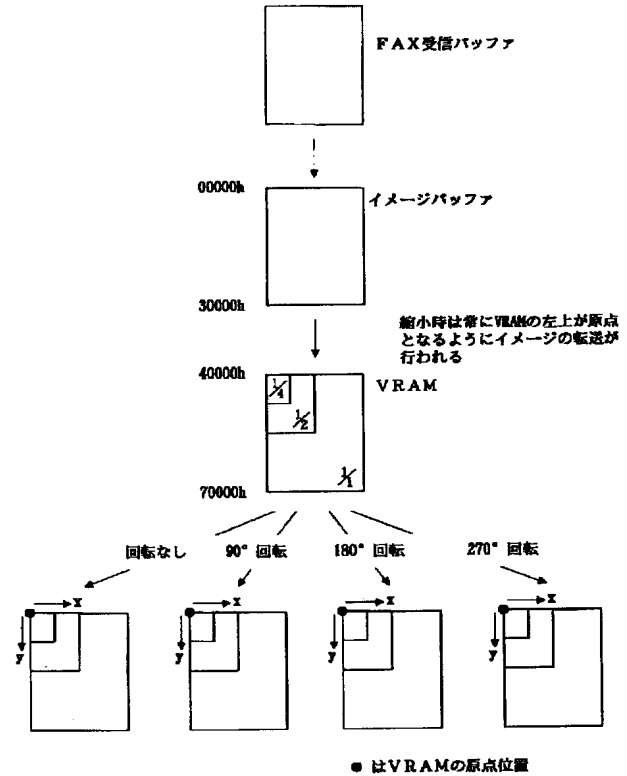 FAX受信バッファ
00000h
イメージバッファ
30000h
縮小時は常にVRAMの左上が原点
となるようにイメージの転送が
行われる
40000h
VRAM
1/4
1/2
1/1
70000h
回転なし
90°回転
180°回転
270°回転
x
x
x
x
y
y
y
y
● はVRAMの原点位置